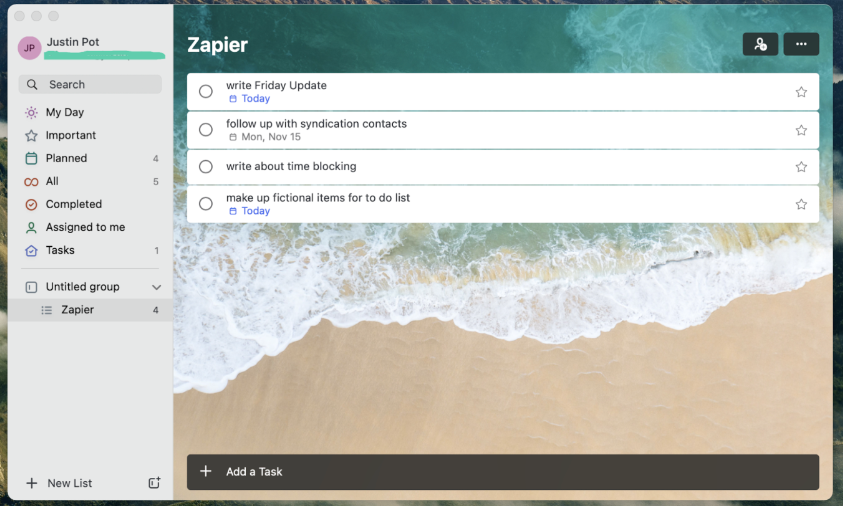 JP
Justin Pot
Search
My Day
Important
Planned 4
All 5
Completed
Assigned to me
Tasks 1
Untitled group
Zapier 4
New List
Zapier
write Friday Update
Today
follow up with syndication contacts
Mon, Nov 15
write about time blocking
make up fictional items for to do list
Today
Add a Task